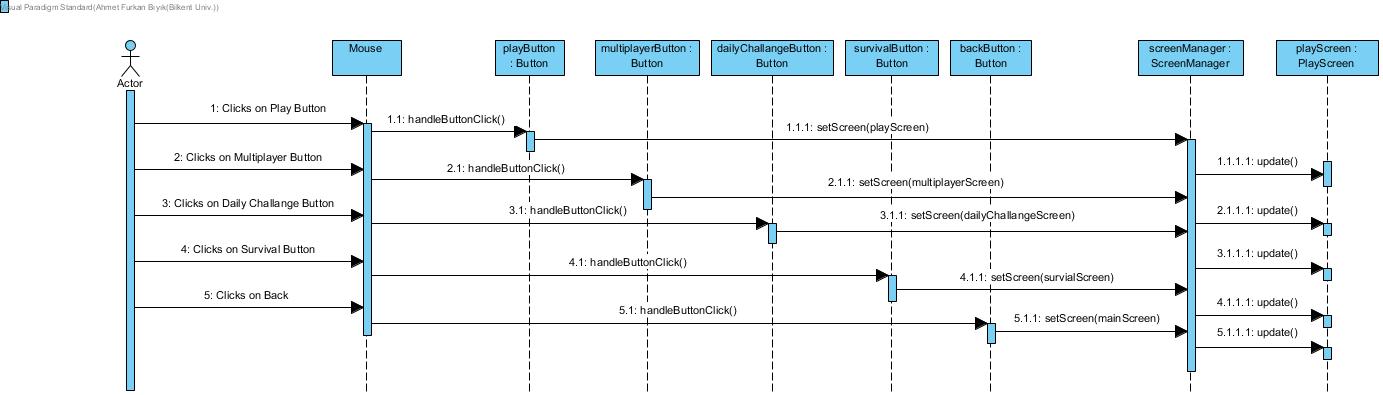 Visual Paradigm Standard(Ahmet Furkan Bıyık(Bilkent Univ.))
Actor
Mouse
playButton
: Button
multiplayerButton :
Button
dailyChallangeButton :
Button
survivalButton :
Button
backButton :
Button
screenManager :
ScreenManager
playScreen :
PlayScreen
1: Clicks on Play Button
1.1: handleButtonClick()
1.1.1: setScreen(playScreen)
1.1.1.1: update()
2: Clicks on Multiplayer Button
2.1: handleButtonClick()
2.1.1: setScreen(multiplayerScreen)
2.1.1.1: update()
3: Clicks on Daily Challange Button
3.1: handleButtonClick()
3.1.1: setScreen(dailyChallangeScreen)
3.1.1.1: update()
4: Clicks on Survival Button
4.1: handleButtonClick()
4.1.1: setScreen(survialScreen)
4.1.1.1: update()
5: Clicks on Back
5.1: handleButtonClick()
5.1.1: setScreen(mainScreen)
5.1.1.1: update()